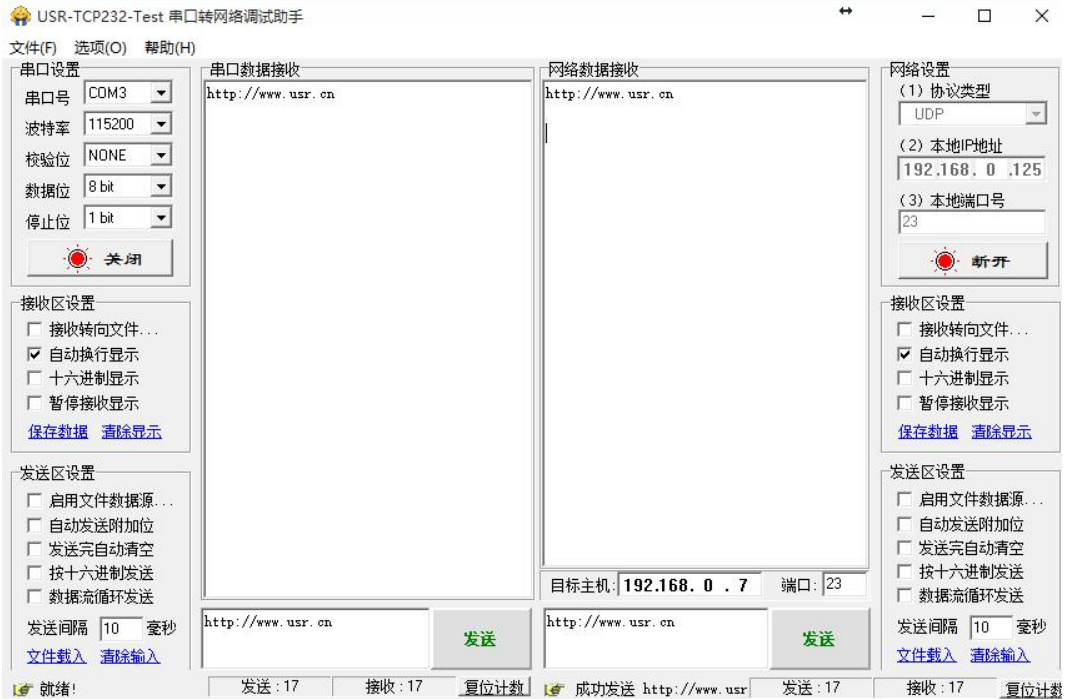 USR-TCP232-Test 串口转网络调试助手
文件(F) 选项(O) 帮助(H)
串口设置
串口号 COM3
波特率 115200
校验位 NONE
数据位 8 bit
停止位 1 bit
关闭
接收区设置
接收转向文件...
自动换行显示
十六进制显示
暂停接收显示
保存数据 清除显示
发送区设置
启用文件数据源...
自动发送附加位
发送完自动清空
按十六进制发送
数据流循环发送
发送间隔 10 毫秒
文件载入 清除输入
串口数据接收
http://www.usr.cn
http://www.usr.cn
发送
网络数据接收
http://www.usr.cn
目标主机: 192.168. 0 . 7 端口: 23
http://www.usr.cn
发送
网络设置
(1) 协议类型
UDP
(2) 本地IP地址
192.168. 0 .125
(3) 本地端口号
23
断开
接收区设置
接收转向文件...
自动换行显示
十六进制显示
暂停接收显示
保存数据 清除显示
发送区设置
启用文件数据源...
自动发送附加位
发送完自动清空
按十六进制发送
数据流循环发送
发送间隔 10 毫秒
文件载入 清除输入
就绪! 发送:17 接收:17 复位计数 成功发送 http://www.usr 发送:17 接收:17 复位计数